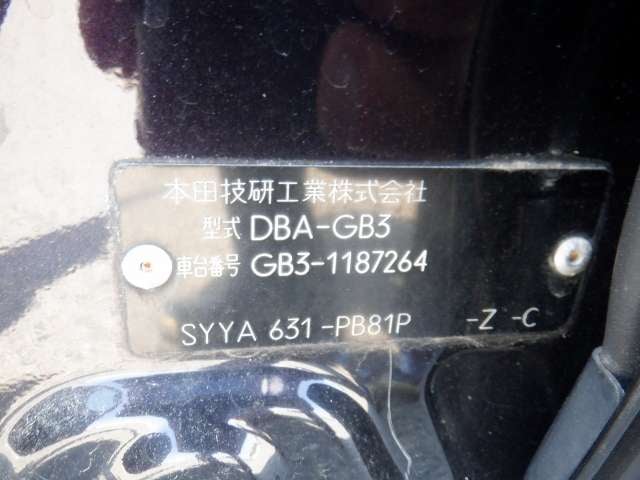 本田技研工業株式会社
型式 DBA-GB3
車台番号 GB3-1187264
SYYA 631-PB81P -Z -C